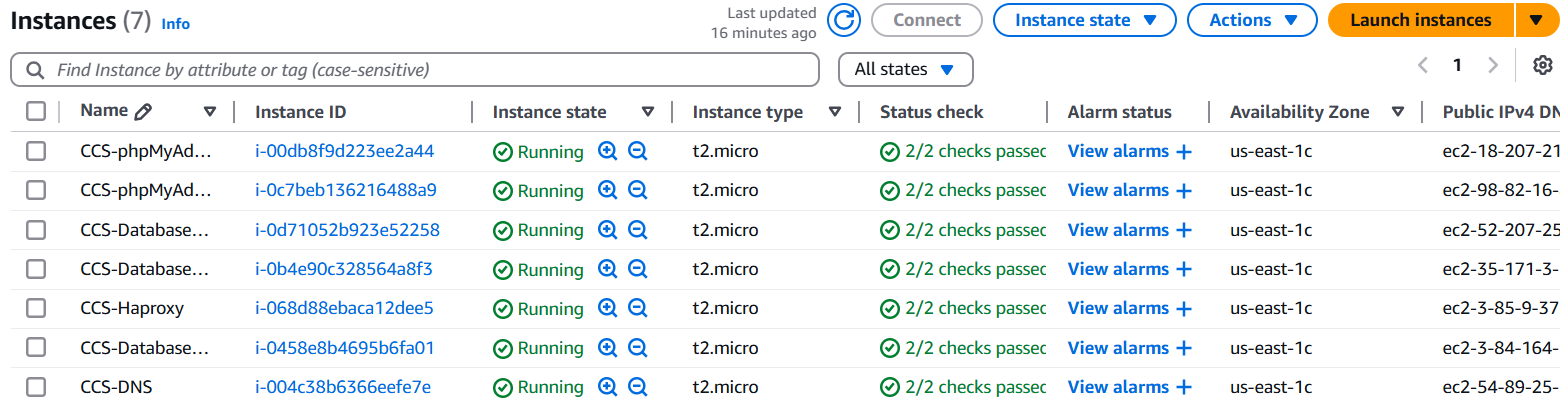 Instances (7) Info
Last updated
16 minutes ago
Connect
Instance state
Actions
Launch instances
Find Instance by attribute or tag (case-sensitive)
All states
1
Name Instance ID Instance state Instance type Status check Alarm status Availability Zone Public IPv4 DN
CCS-phpMyAd... i-00db8f9d223ee2a44 Running t2.micro 2/2 checks passed View alarms + us-east-1c ec2-18-207-21
CCS-phpMyAd... i-0c7beb136216488a9 Running t2.micro 2/2 checks passed View alarms + us-east-1c ec2-98-82-16-
CCS-Database... i-0d71052b923e52258 Running t2.micro 2/2 checks passed View alarms + us-east-1c ec2-52-207-25
CCS-Database... i-0b4e90c328564a8f3 Running t2.micro 2/2 checks passed View alarms + us-east-1c ec2-35-171-3-
CCS-Haproxy i-068d88ebaca12dee5 Running t2.micro 2/2 checks passed View alarms + us-east-1c ec2-3-85-9-37
CCS-Database... i-0458e8b4695b6fa01 Running t2.micro 2/2 checks passed View alarms + us-east-1c ec2-3-84-164-
CCS-DNS i-004c38b6366eefe7e Running t2.micro 2/2 checks passed View alarms + us-east-1c ec2-54-89-25-